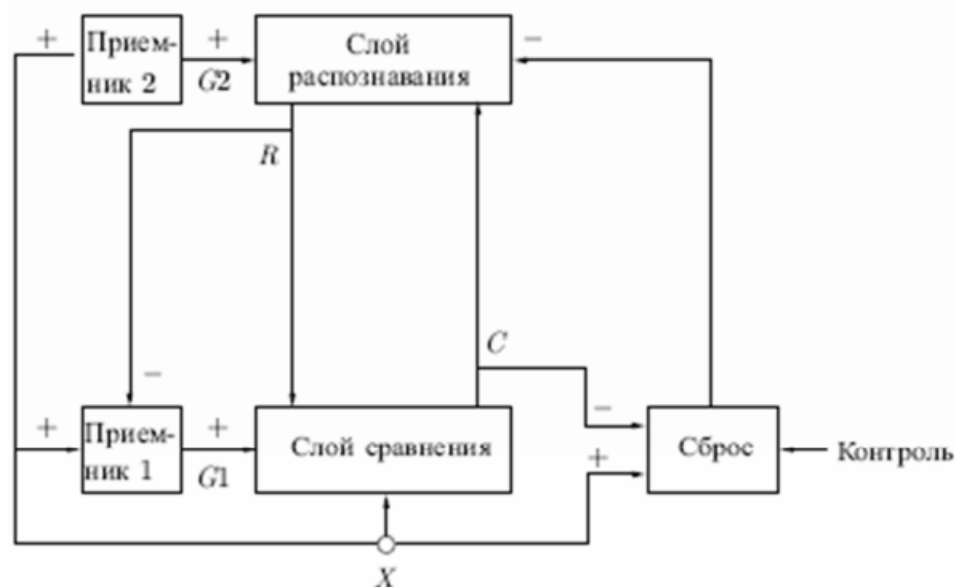 +
Прием-
ник 2
+
G2
Слой
распознавания
−
R
C
−
+
Прием-
ник 1
+
G1
Слой сравнения
−
+
Сброс
Контроль
X